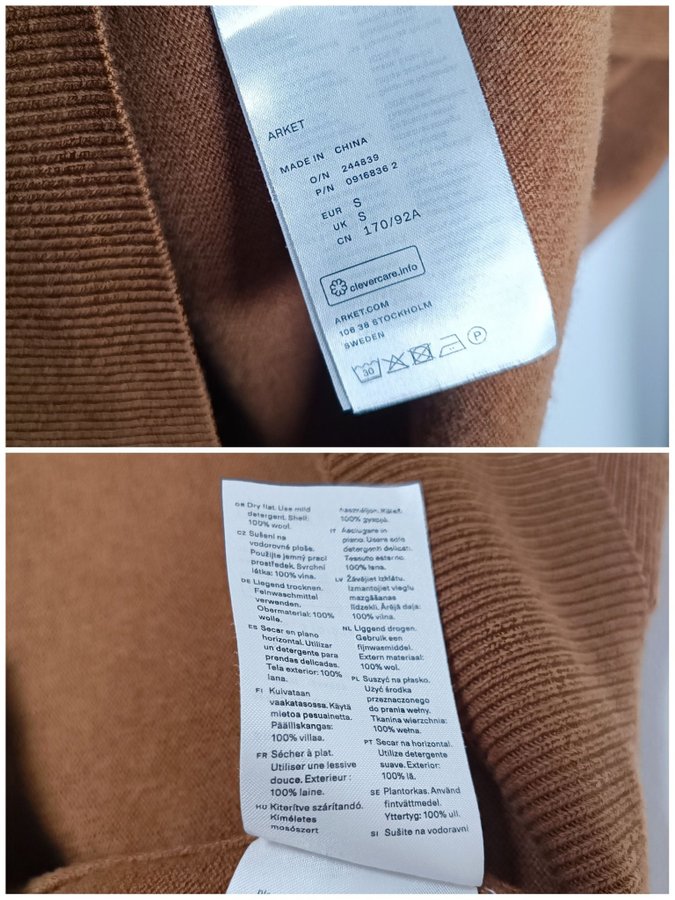 ARKET
MADE IN CHINA
O/N 244839
P/N 0916836 2
EUR S
UK S
CN 170/92A
clevercare.info
ARKET.COM
106 38 STOCKHOLM
SWEDEN
30
P
Dry flat. Use mild
detergent. Shell:
100% wool.
CZ Sušení na
vodorovné ploše.
Použijte jemný prací
prostředek. Svrchní
látka: 100% vlna.
DE Liegend trocknen.
Feinwaschmittel
verwenden.
Obermaterial: 100%
wolle.
ES Secar en plano
horizontal. Utilizar
un detergente para
prendas delicadas.
Tela exterior: 100%
lana.
FI Kuivataan
vaakatasossa. Käytä
mietoa pesuainetta.
Päällikangas:
100% villaa.
FR Sécher à plat.
Utiliser une lessive
douce. Exterieur :
100% laine.
HU Kiterítve szárítandó.
Kíméletes
mosószert
használjon.
100%
IT Asciugare in
piano. Usare solo
detergenti delicati.
Tessuto esterno:
100% lana.
LV Žāvējiet izklātu.
Izmantojiet vieglu
mazgāšanas
līdzekli. Ārējā daļa:
100% vilna.
NL Liggend drogen.
Gebruik een
fijnwasmiddel.
Extern materiaal:
100% wol.
PL Suszyć na płasko.
Użyć środka
przeznaczonego
do prania wełny.
Tkanina wierzchnia:
100% wełna.
PT Secar na horizontal.
Utilize detergente
suave. Exterior:
100% lã.
SE Plantorkas. Använd
fintvättmedel.
Yttertyg: 100% ull.
SI Sušite na vodoravni